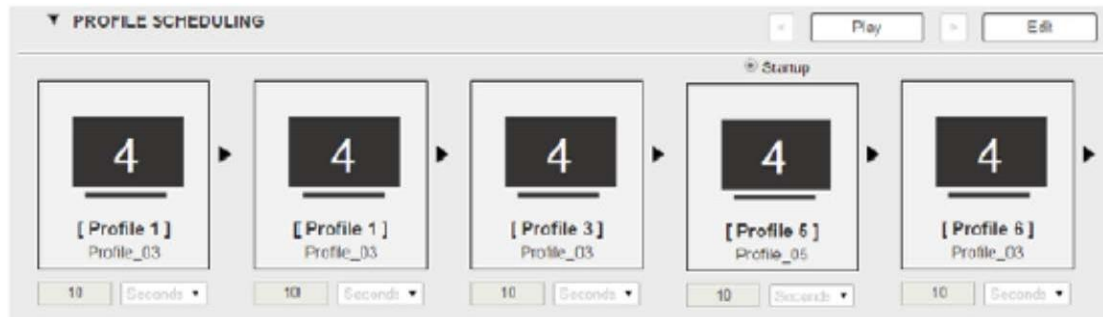 ▼ PROFILE SCHEDULING
Play Edit
Startup
4 4 4 4 4
[ Profile 1 ] [ Profile 1 ] [ Profile 3 ] [ Profile 5 ] [ Profile 6 ]
Profile_03 Profile_03 Profile_03 Profile_05 Profile_03
10 Seconds 10 Seconds 10 Seconds 10 Seconds 10 Seconds